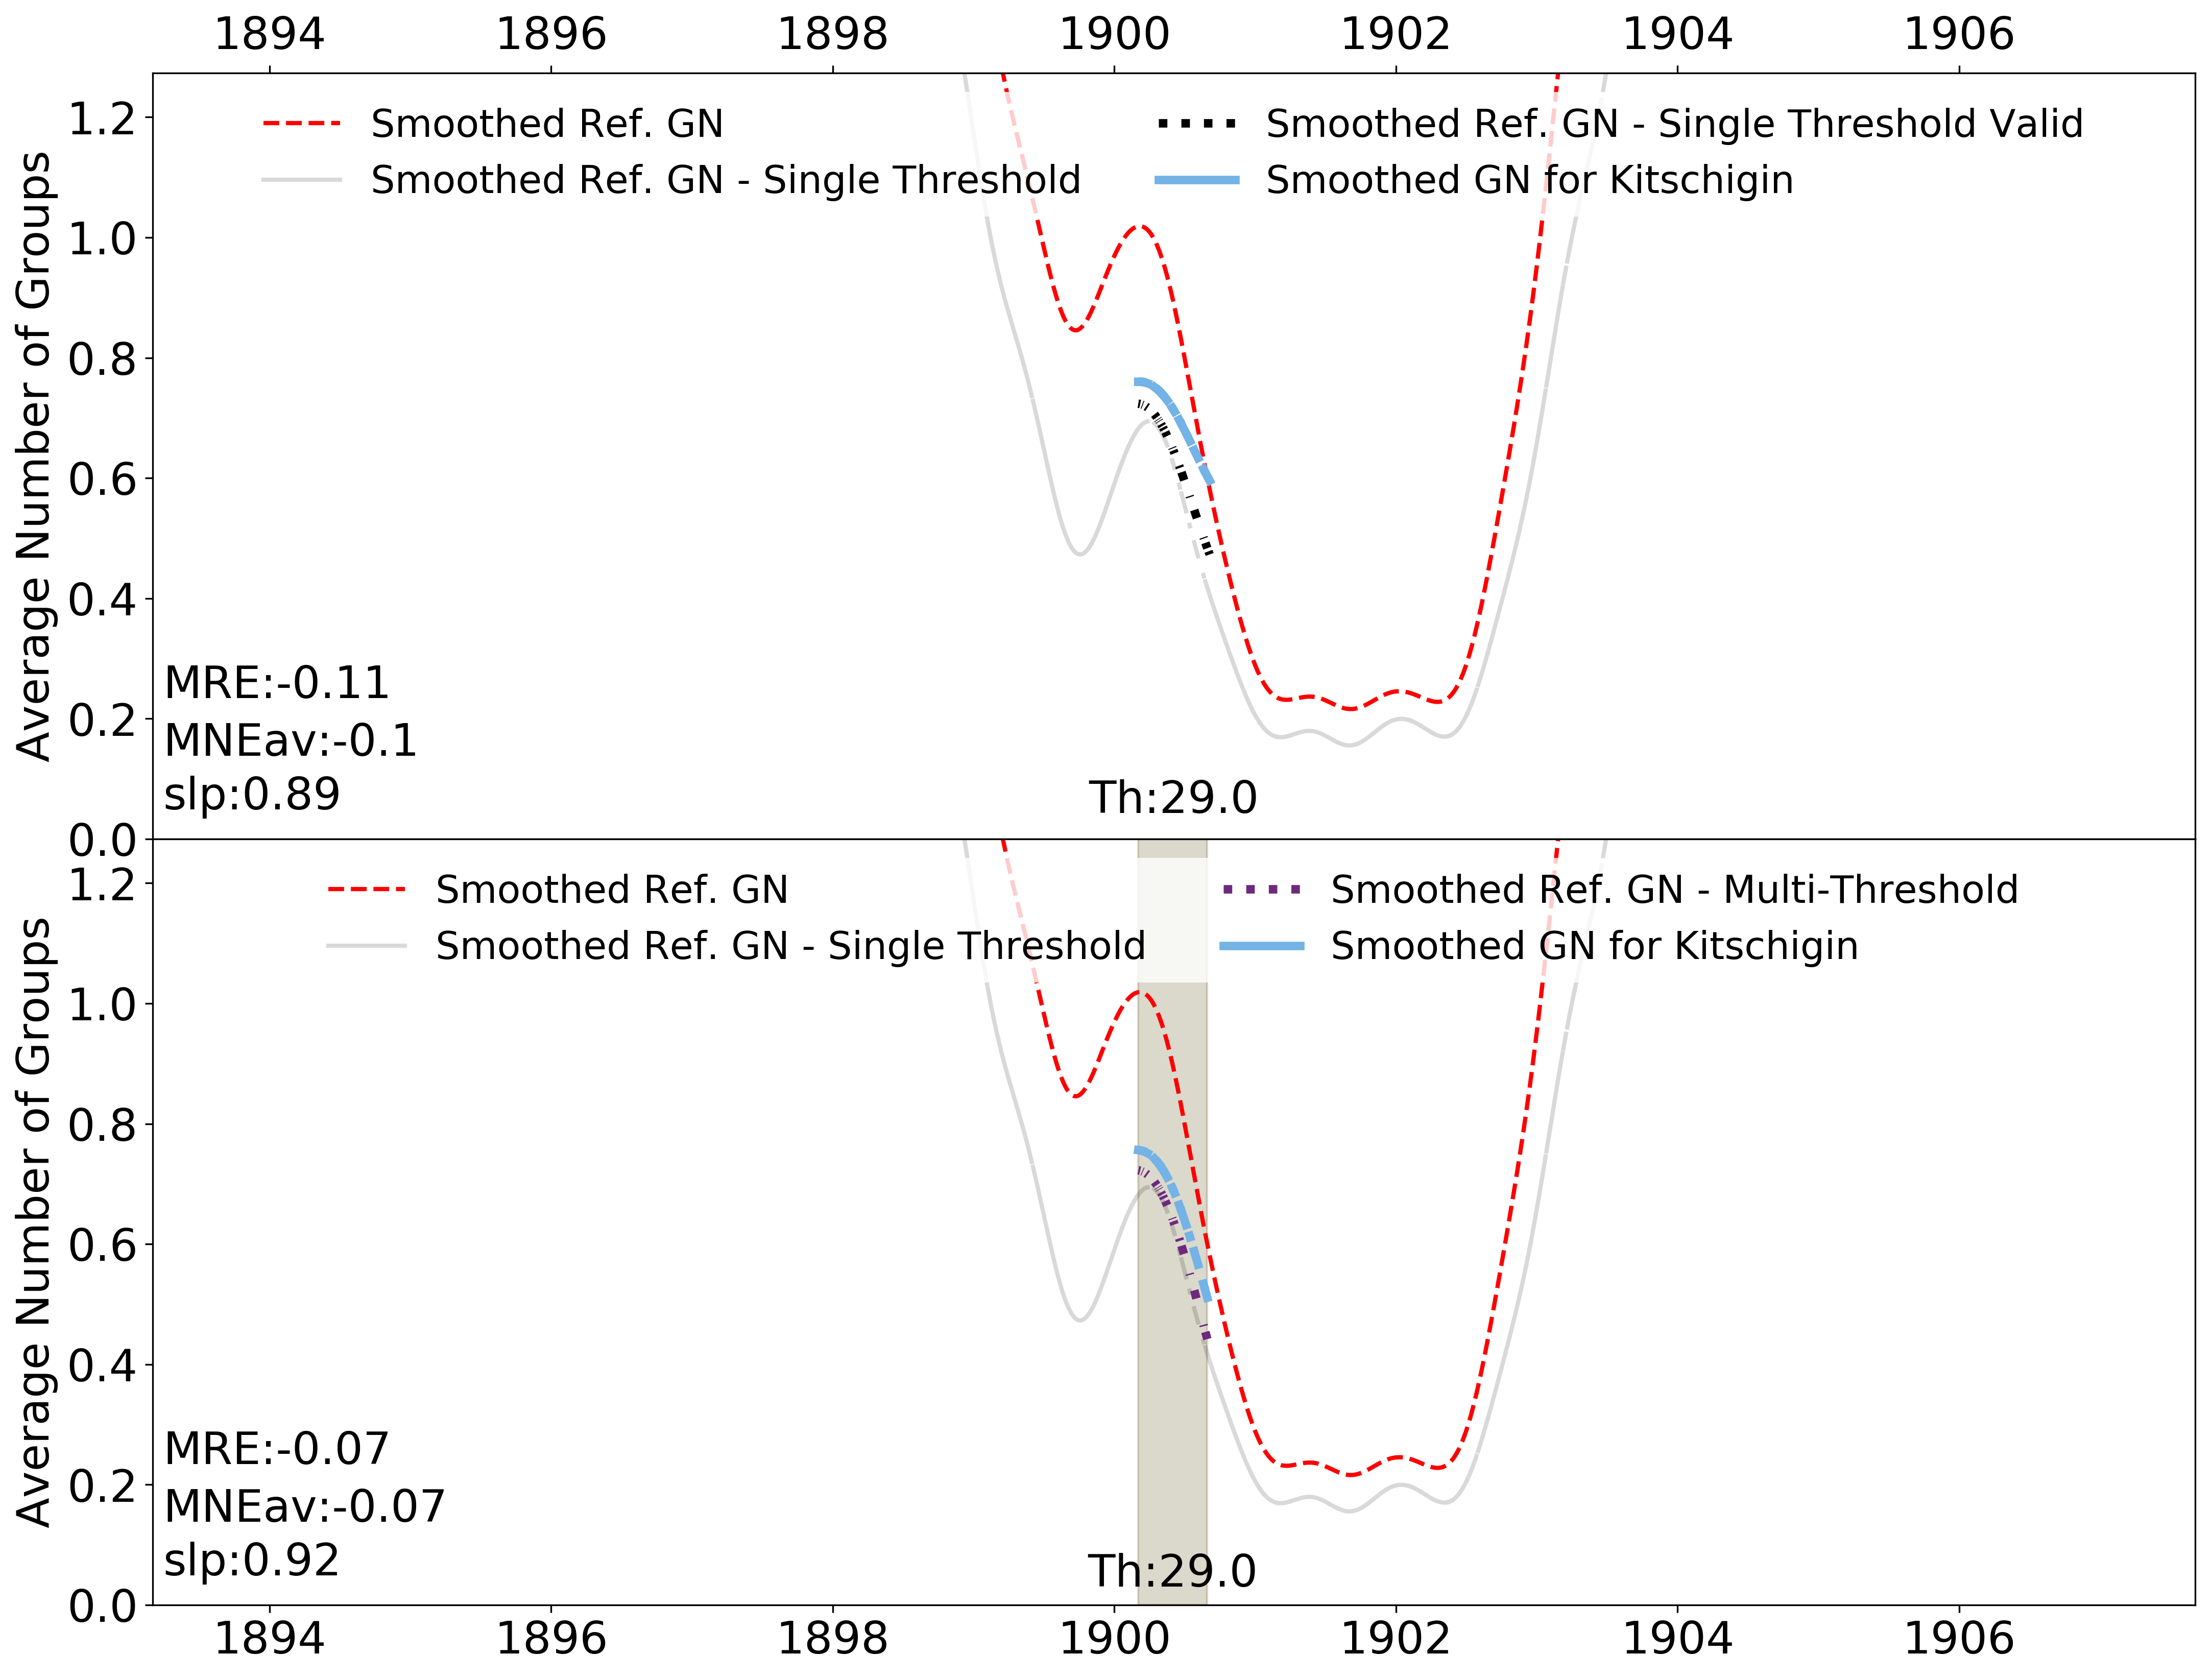 1894 1896 1898 1900 1902 1904 1906
Smoothed Ref. GN
Smoothed Ref. GN - Single Threshold
Smoothed Ref. GN - Single Threshold Valid
Smoothed GN for Kitschigin
1.2
1.0
0.8
0.6
0.4
0.2
0.0
Average Number of Groups
MRE:-0.11
MNEav:-0.1
slp:0.89
Th:29.0
Smoothed Ref. GN
Smoothed Ref. GN - Single Threshold
Smoothed Ref. GN - Multi-Threshold
Smoothed GN for Kitschigin
1.2
1.0
0.8
0.6
0.4
0.2
0.0
Average Number of Groups
MRE:-0.07
MNEav:-0.07
slp:0.92
Th:29.0
1894 1896 1898 1900 1902 1904 1906